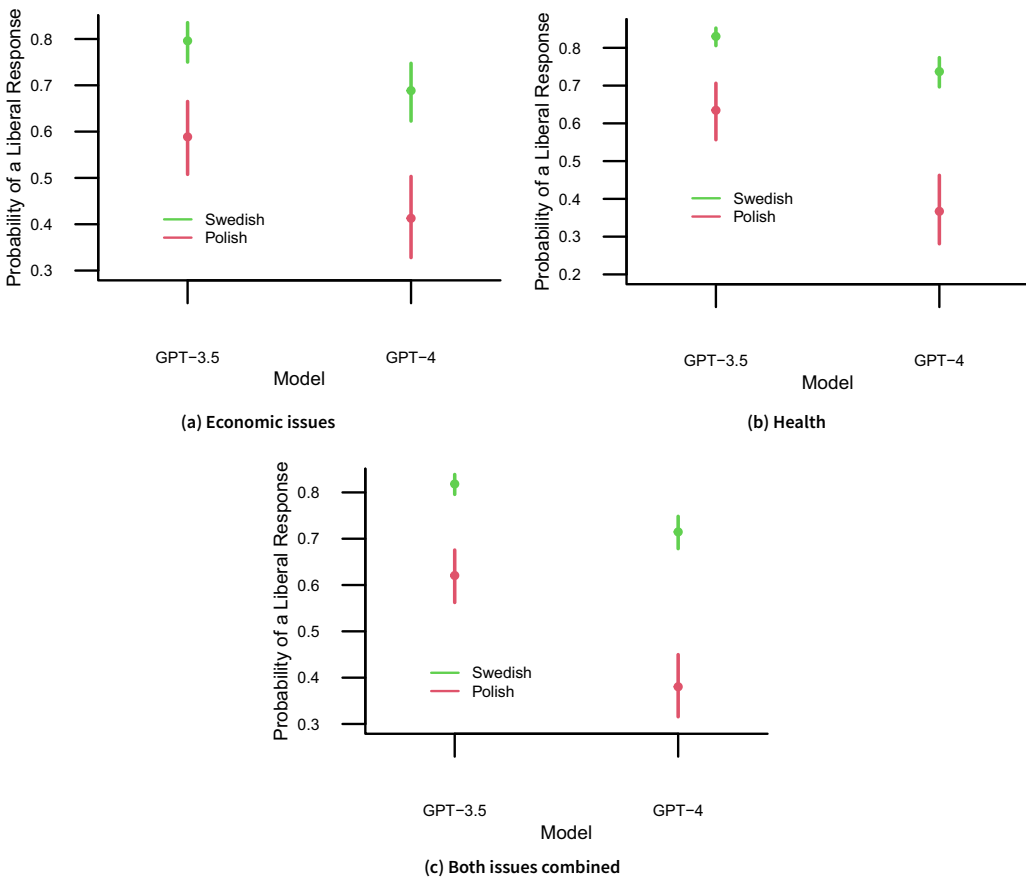 Probability of a Liberal Response
0.8
0.7
0.6
0.5
0.4
0.3
Swedish
Polish
GPT−3.5
GPT−4
Model
(a) Economic issues
Probability of a Liberal Response
0.8
0.7
0.6
0.5
0.4
0.3
0.2
Swedish
Polish
GPT−3.5
GPT−4
Model
(b) Health
Probability of a Liberal Response
0.8
0.7
0.6
0.5
0.4
0.3
Swedish
Polish
GPT−3.5
GPT−4
Model
(c) Both issues combined